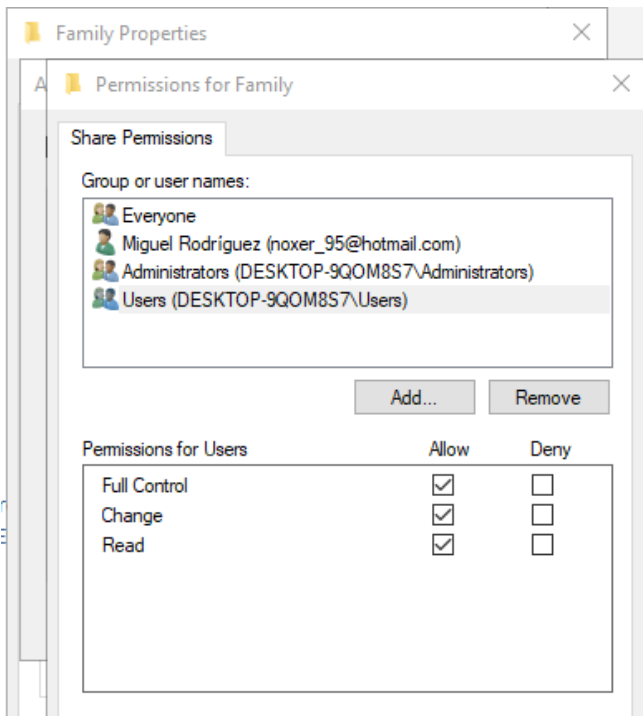 Family Properties
A
Permissions for Family
Share Permissions
Group or user names:
Everyone
Miguel Rodríguez (noxer_95@hotmail.com)
Administrators (DESKTOP-9QOM8S7\Administrators)
Users (DESKTOP-9QOM8S7\Users)
Add... Remove
Permissions for Users Allow Deny
Full Control
Change
Read